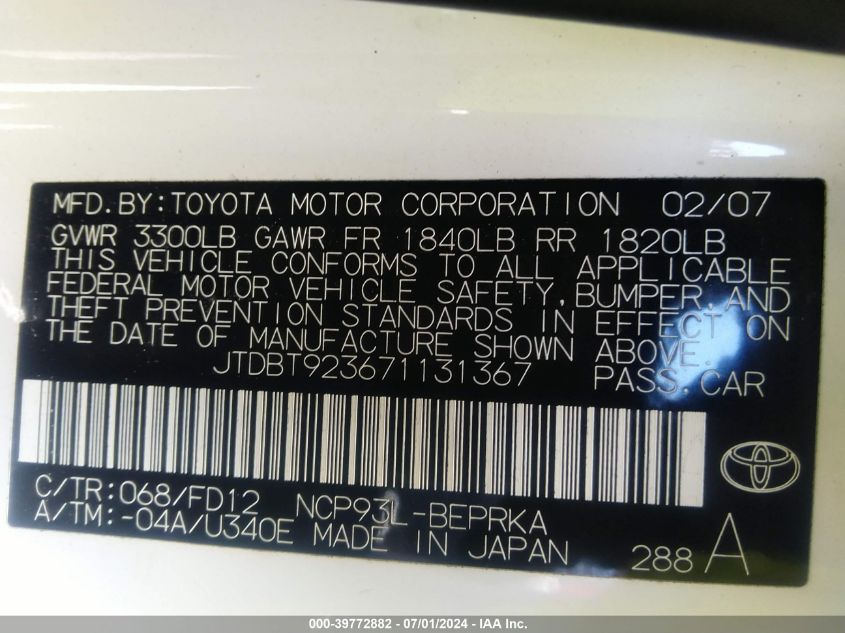 MFD.BY:TOYOTA MOTOR CORPORATION 02/07
GVWR 3300LB GAWR FR 1840LB RR 1820LB
THIS VEHICLE CONFORMS TO ALL APPLICABLE
FEDERAL MOTOR VEHICLE SAFETY,BUMPER,AND
THEFT PREVENTION STANDARDS IN EFFECT ON
THE DATE OF MANUFACTURE SHOWN ABOVE.
JTDBT923671131367 PASS.CAR
C/TR:068/FD12 NCP93L-BEPRKA
A/TM:-04A/U340E MADE IN JAPAN 288 A
000-39772882 - 07/01/2024 - IAA Inc.